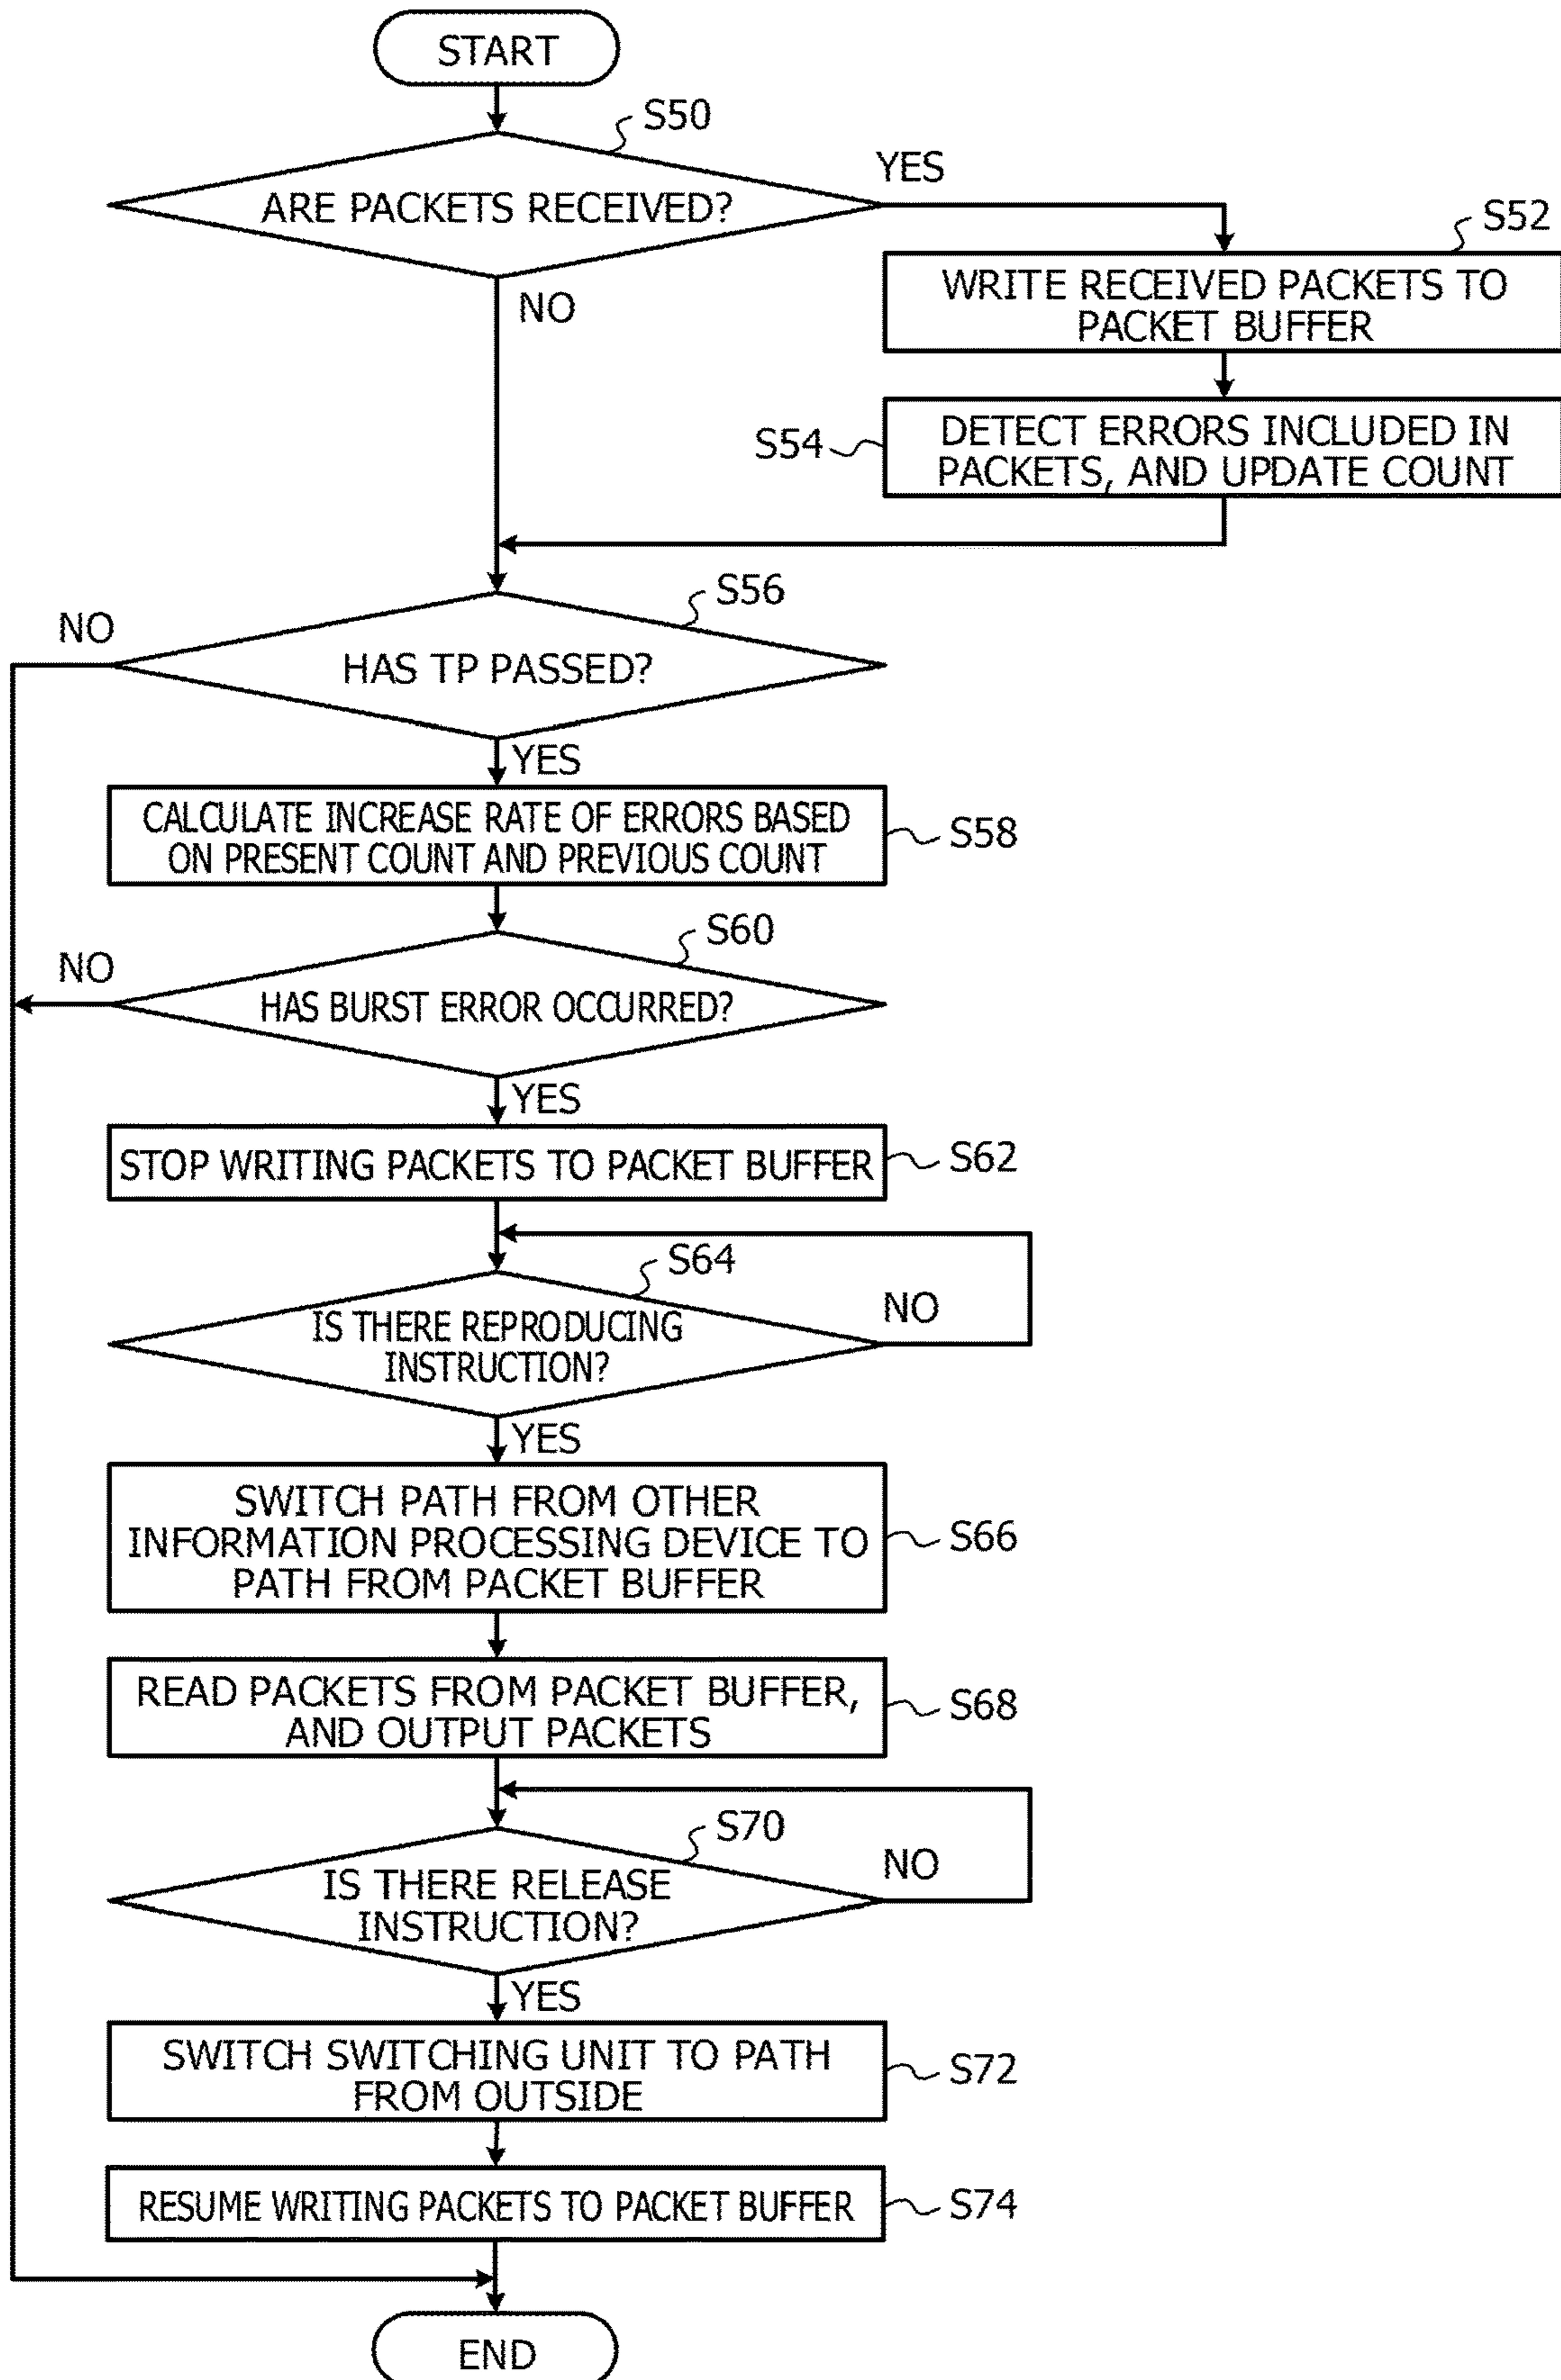 START
S50
ARE PACKETS RECEIVED?
YES
NO
S52
WRITE RECEIVED PACKETS TO
PACKET BUFFER
S54
DETECT ERRORS INCLUDED IN
PACKETS, AND UPDATE COUNT
S56
NO
HAS TP PASSED?
YES
CALCULATE INCREASE RATE OF ERRORS BASED
ON PRESENT COUNT AND PREVIOUS COUNT
S58
S60
NO
HAS BURST ERROR OCCURRED?
YES
STOP WRITING PACKETS TO PACKET BUFFER
S62
S64
IS THERE REPRODUCING
INSTRUCTION?
NO
YES
SWITCH PATH FROM OTHER
INFORMATION PROCESSING DEVICE TO
PATH FROM PACKET BUFFER
S66
READ PACKETS FROM PACKET BUFFER,
AND OUTPUT PACKETS
S68
S70
IS THERE RELEASE
INSTRUCTION?
NO
YES
SWITCH SWITCHING UNIT TO PATH
FROM OUTSIDE
S72
RESUME WRITING PACKETS TO PACKET BUFFER
S74
END